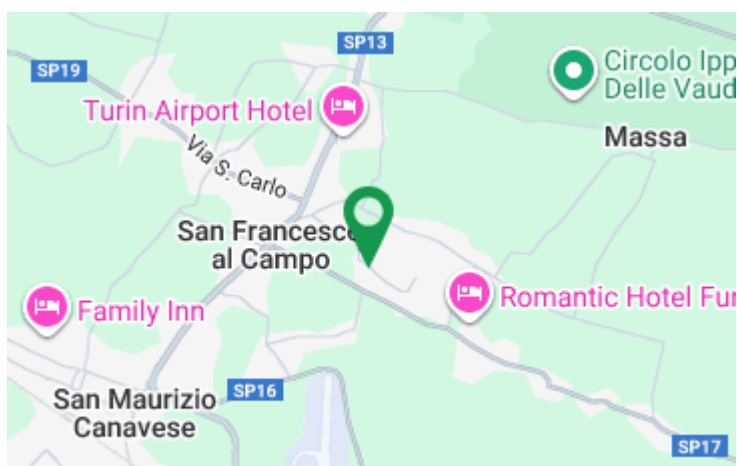 SP13
SP19
Circolo Ipp
Delle Vaud
Turin Airport Hotel
Massa
Via S. Carlo
San Francesco
al Campo
Romantic Hotel Fur
Family Inn
SP16
San Maurizio
Canavese
SP17